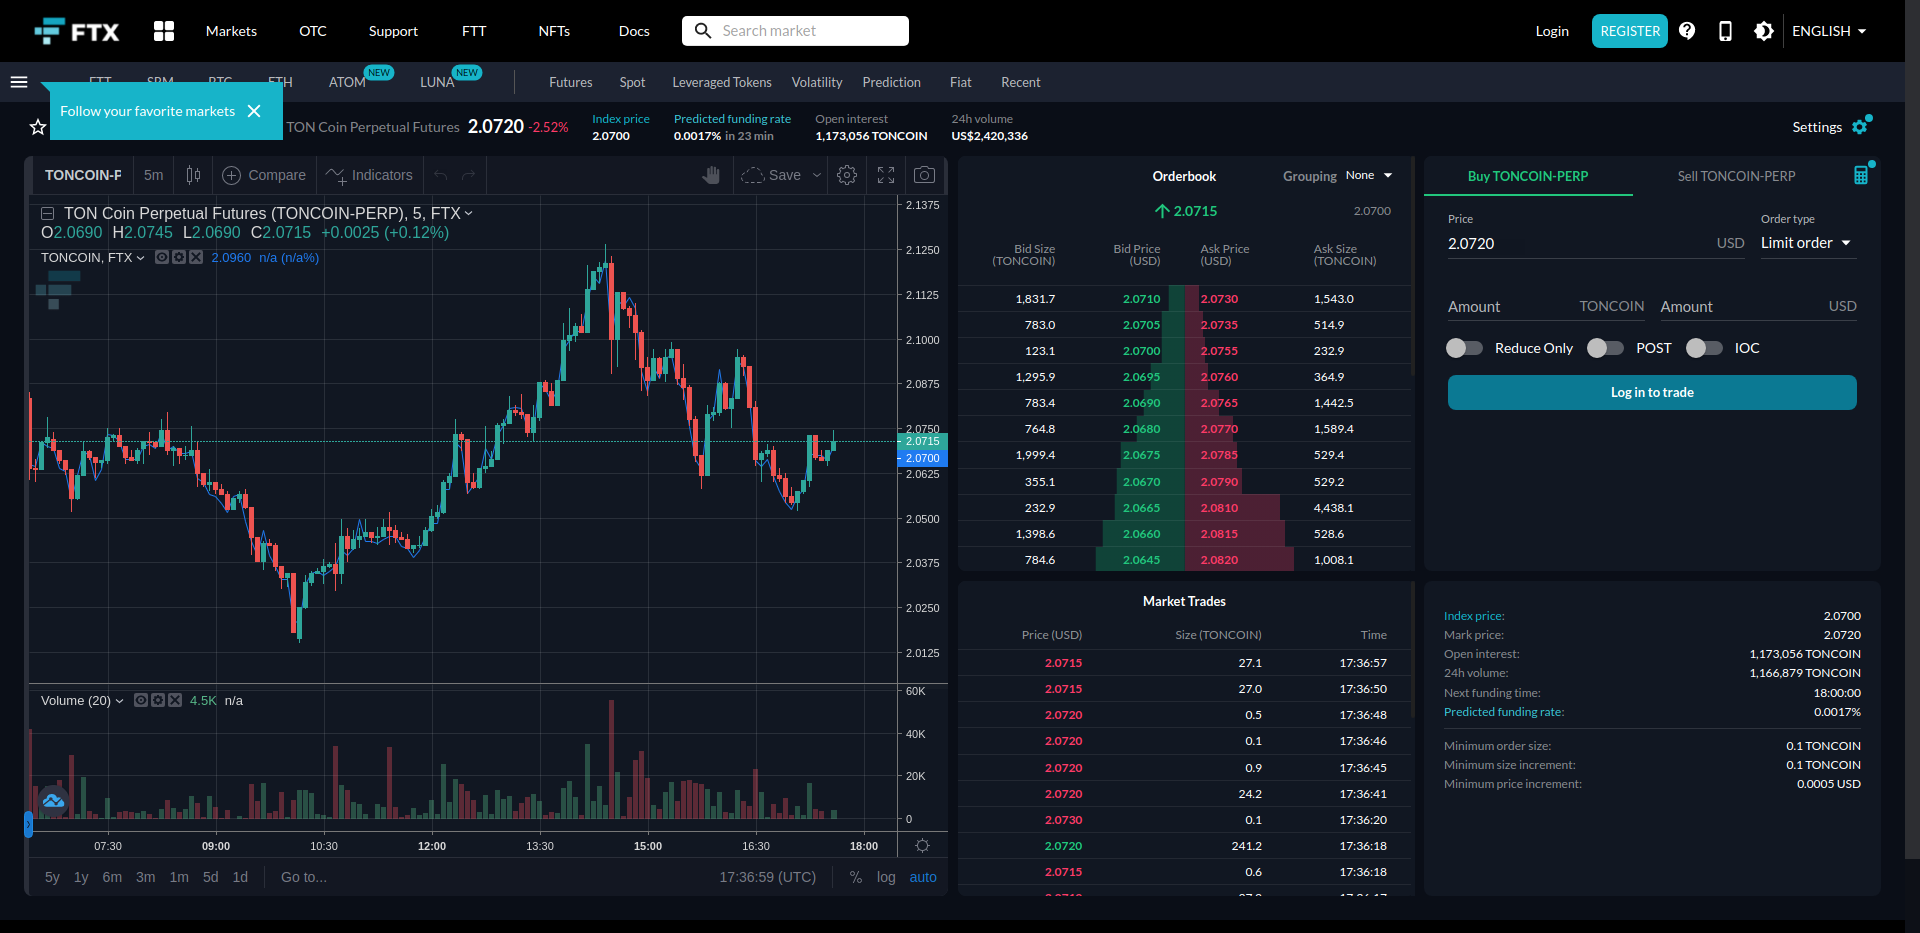 FTX
Markets
OTC
Support
FTT
NFTs
Docs
Search market
Login
REGISTER
ENGLISH
ATOM NEW
LUNA NEW
Futures
Spot
Leveraged Tokens
Volatility
Prediction
Fiat
Recent
Follow your favorite markets
TON Coin Perpetual Futures
2.0720 -2.52%
Index price
2.0700
Predicted funding rate
0.0017% in 23 min
Open interest
1,173,056 TONCOIN
24h volume
US$2,420,336
Settings
TONCOIN-P
5m
Compare
Indicators
Save
TON Coin Perpetual Futures (TONCOIN-PERP), 5, FTX
O2.0690 H2.0745 L2.0690 C2.0715 +0.0025 (+0.12%)
TONCOIN, FTX 2.0960 n/a (n/a%)
2.1375
2.1250
2.1125
2.1000
2.0875
2.0750
2.0715
2.0700
2.0625
2.0500
2.0375
2.0250
2.0125
Volume (20) 4.5K n/a
60K
40K
20K
0
07:30 09:00 10:30 12:00 13:30 15:00 16:30 18:00
5y 1y 6m 3m 1m 5d 1d Go to...
17:36:59 (UTC) % log auto
Orderbook
Grouping None
2.0715
2.0700
Bid Size (TONCOIN) Bid Price (USD) Ask Price (USD) Ask Size (TONCOIN)
1,831.7 2.0710 2.0730 1,543.0
783.0 2.0705 2.0735 514.9
123.1 2.0700 2.0755 232.9
1,295.9 2.0695 2.0760 364.9
783.4 2.0690 2.0765 1,442.5
764.8 2.0680 2.0770 1,589.4
1,999.4 2.0675 2.0785 529.4
355.1 2.0670 2.0790 529.2
232.9 2.0665 2.0810 4,438.1
1,398.6 2.0660 2.0815 528.6
784.6 2.0645 2.0820 1,008.1
Market Trades
Price (USD) Size (TONCOIN) Time
2.0715 27.1 17:36:57
2.0715 27.0 17:36:50
2.0720 0.5 17:36:48
2.0720 0.1 17:36:46
2.0720 0.9 17:36:45
2.0720 24.2 17:36:41
2.0730 0.1 17:36:20
2.0720 241.2 17:36:18
2.0715 0.6 17:36:18
Buy TONCOIN-PERP
Sell TONCOIN-PERP
Price
2.0720 USD
Order type
Limit order
Amount TONCOIN
Amount USD
Reduce Only
POST
IOC
Log in to trade
Index price: 2.0700
Mark price: 2.0720
Open interest: 1,173,056 TONCOIN
24h volume: 1,166,879 TONCOIN
Next funding time: 18:00:00
Predicted funding rate: 0.0017%
Minimum order size: 0.1 TONCOIN
Minimum size increment: 0.1 TONCOIN
Minimum price increment: 0.0005 USD